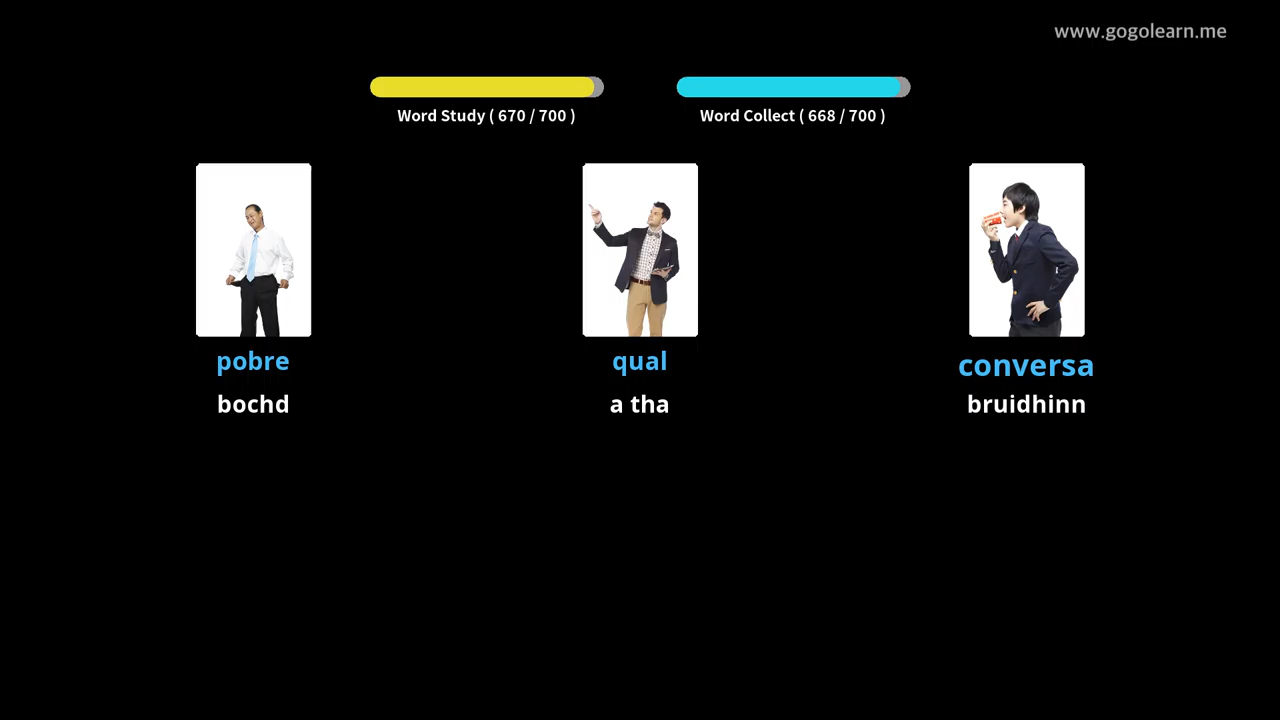 www.gogolearn.me
Word Study ( 670 / 700 )
Word Collect ( 668 / 700 )
pobre
qual
conversa
bochd
a tha
bruidhinn